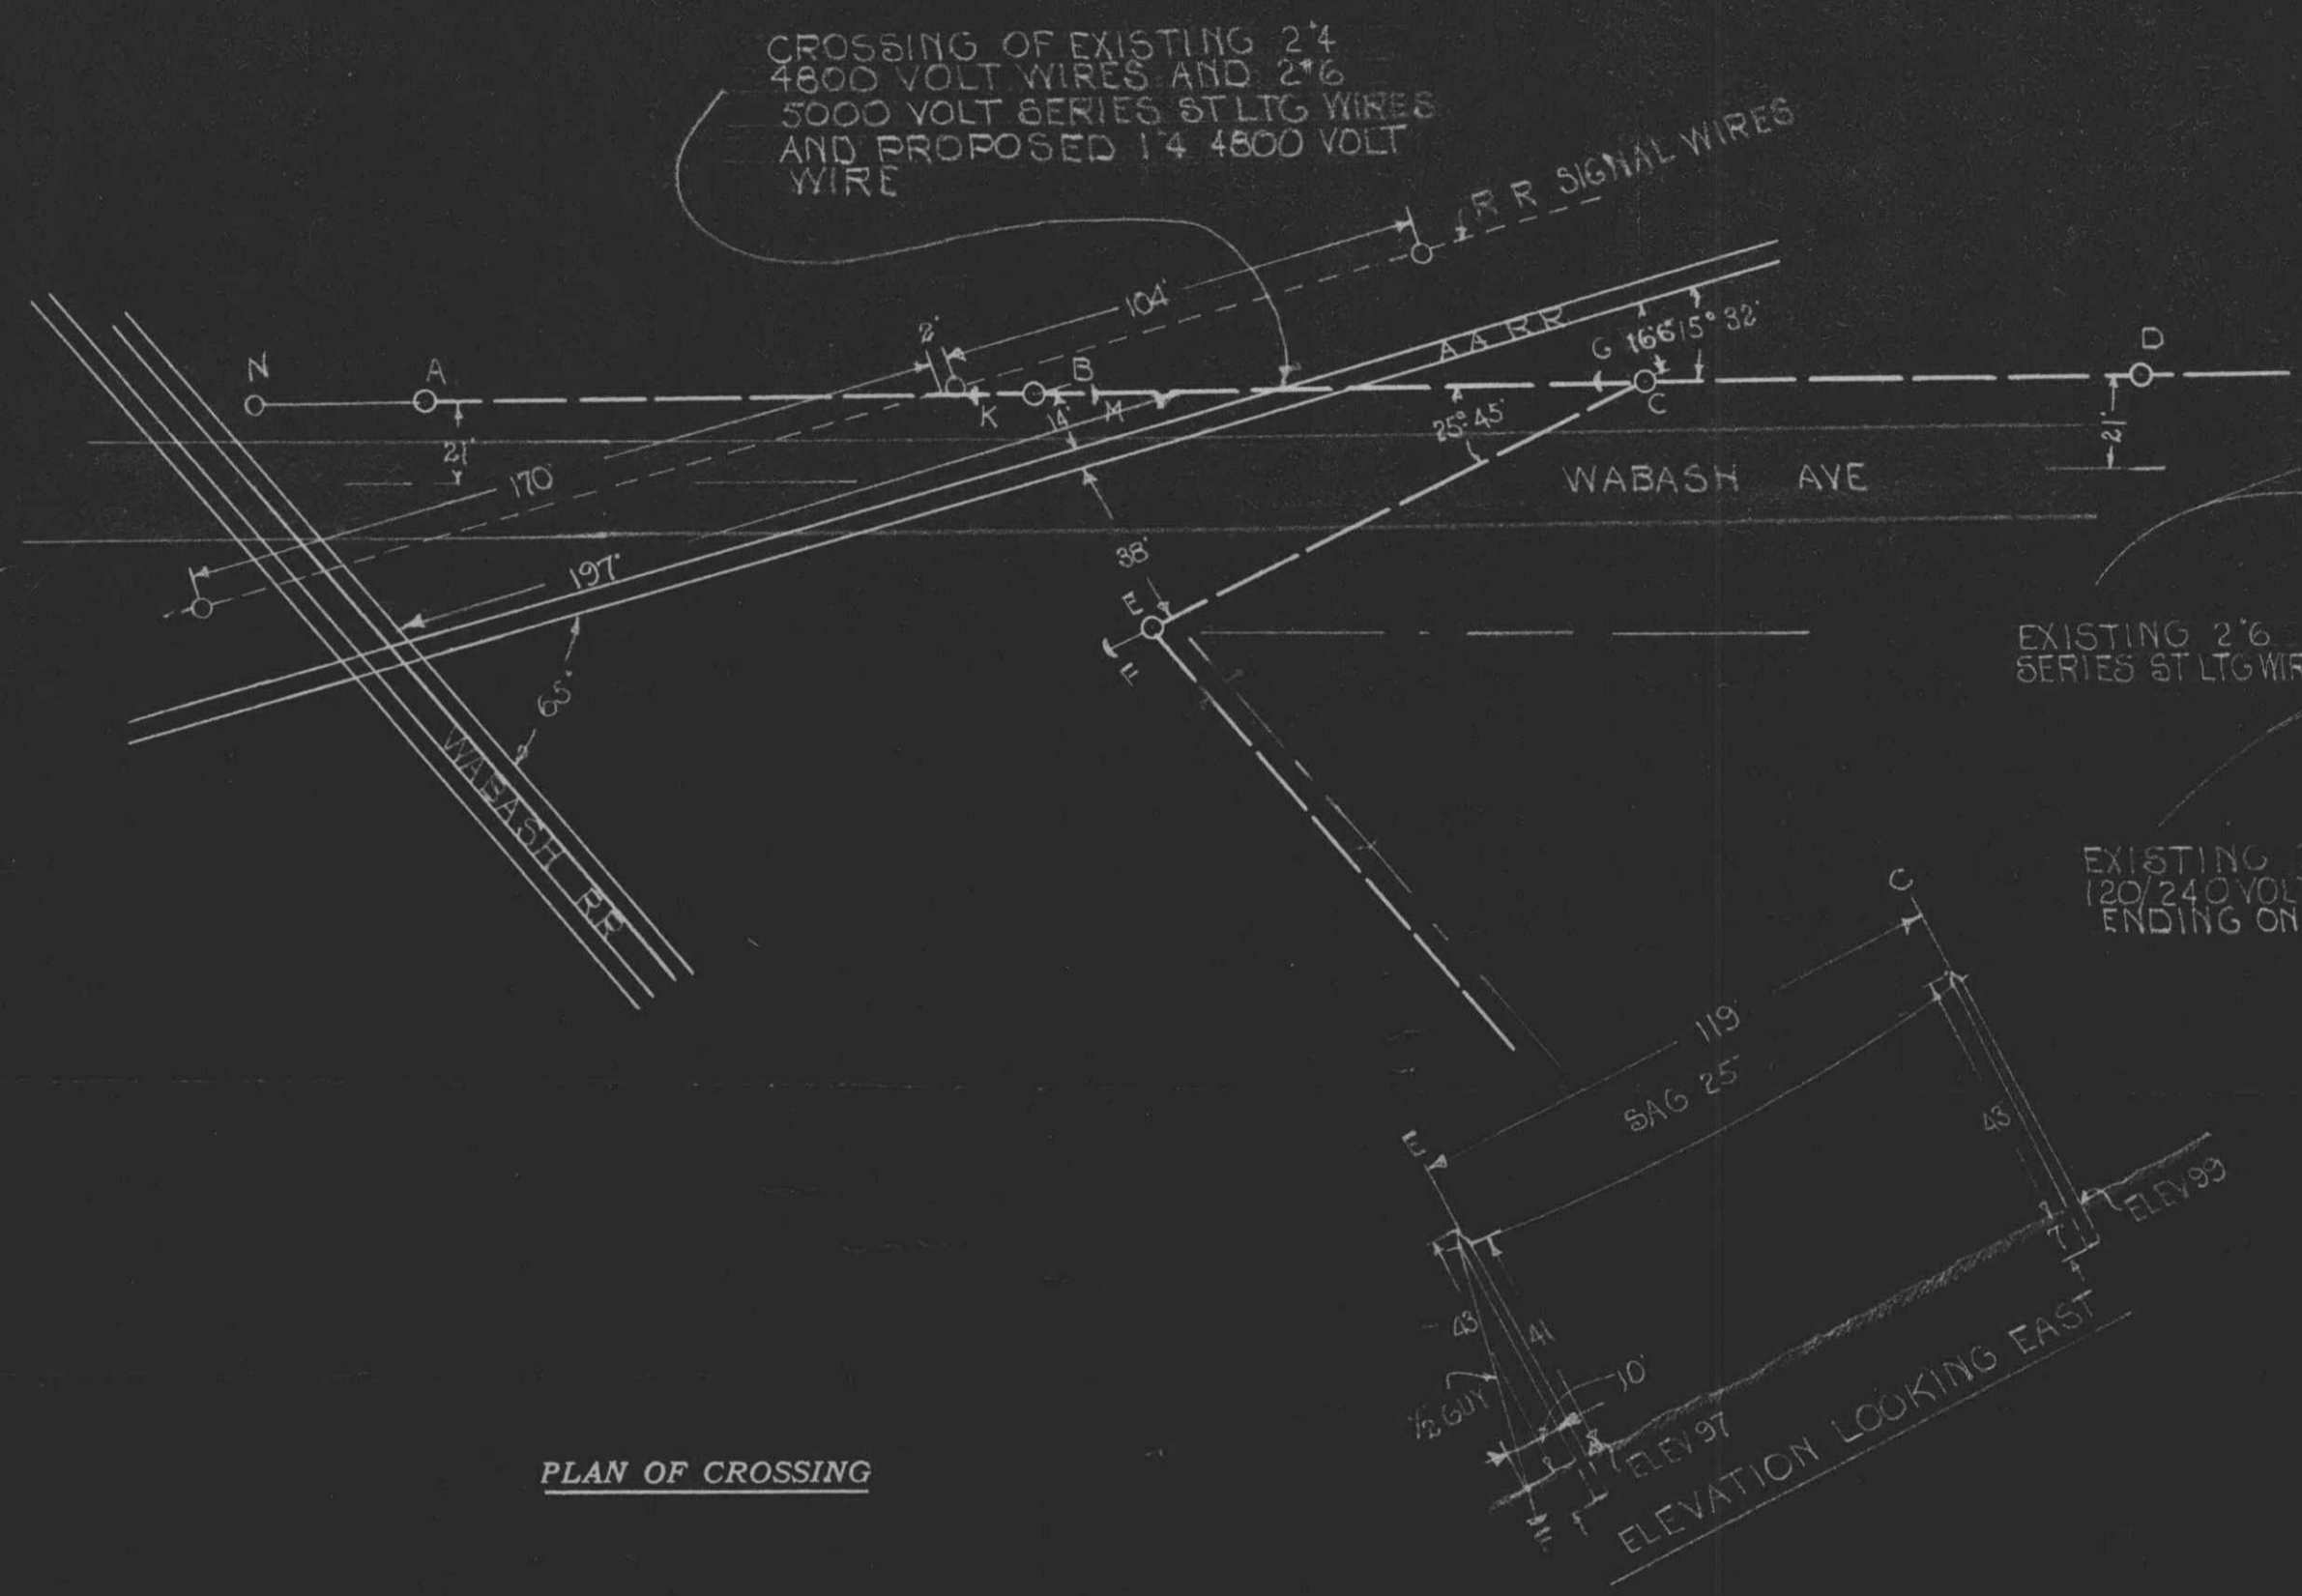 CROSSING OF EXISTING 2#4
4800 VOLT WIRES AND 2#6
5000 VOLT SERIES ST LTG WIRES
AND PROPOSED 1#4 4800 VOLT
WIRE
R R SIGNAL WIRES
104'
2'
A A R R
G 16'6" 15° 32'
N
A
B
D
K
14'
M
C
21'
25° 45'
21'
170'
WABASH AVE
197'
38'
E
F
65°
WABASH RR
EXISTING 2#6
SERIES ST LTG WIR
EXISTING
120/240 VOL
ENDING ON
C
119'
SAG 25"
E
43'
ELEV 99
7'
43'
41'
10'
1/2 GUY
ELEV 97
F
ELEVATION LOOKING EAST
PLAN OF CROSSING